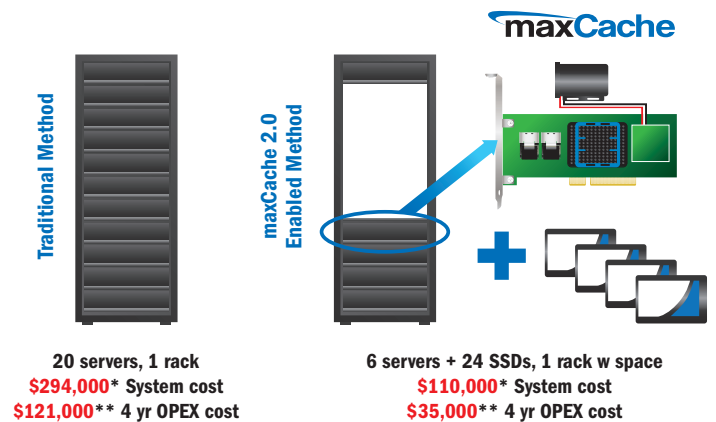 maxCache
Traditional Method
maxCache 2.0
Enabled Method
20 servers, 1 rack
$294,000* System cost
$121,000** 4 yr OPEX cost
6 servers + 24 SSDs, 1 rack w space
$110,000* System cost
$35,000** 4 yr OPEX cost